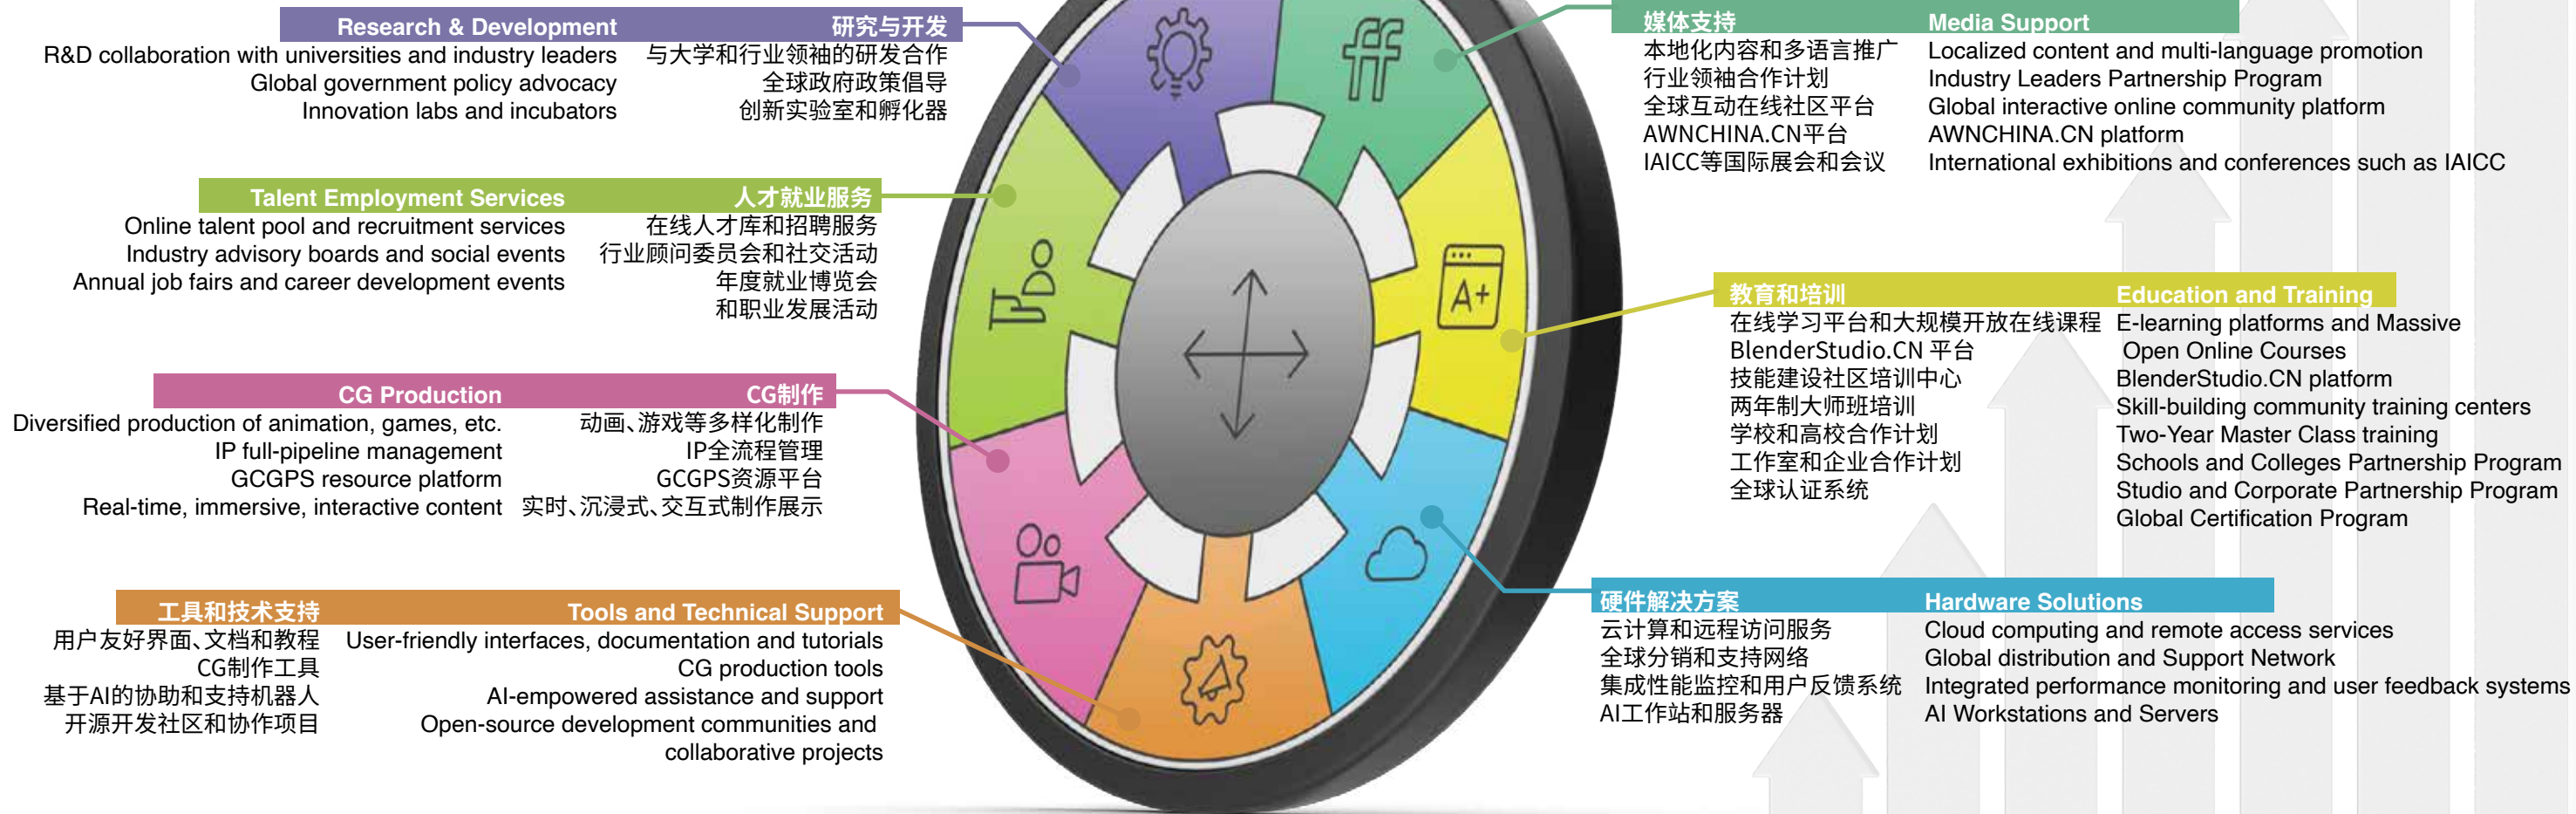 Research & Development 研究与开发
R&D collaboration with universities and industry leaders 与大学和行业领袖的研发合作
Global government policy advocacy 全球政府政策倡导
Innovation labs and incubators 创新实验室和孵化器
Talent Employment Services 人才就业服务
Online talent pool and recruitment services 在线人才库和招聘服务
Industry advisory boards and social events 行业顾问委员会和社交活动
Annual job fairs and career development events 年度就业博览会
和职业发展活动
CG Production CG制作
Diversified production of animation, games, etc. 动画、游戏等多样化制作
IP full-pipeline management IP全流程管理
GCGPS resource platform GCGPS资源平台
Real-time, immersive, interactive content 实时、沉浸式、交互式制作展示
工具和技术支持 Tools and Technical Support
用户友好界面、文档和教程 User-friendly interfaces, documentation and tutorials
CG制作工具 CG production tools
基于AI的协助和支持机器人 AI-empowered assistance and support
开源开发社区和协作项目 Open-source development communities and
collaborative projects
A+
媒体支持 Media Support
本地化内容和多语言推广 Localized content and multi-language promotion
行业领袖合作计划 Industry Leaders Partnership Program
全球互动在线社区平台 Global interactive online community platform
AWNCHINA.CN平台 AWNCHINA.CN platform
IAICC等国际展会和会议 International exhibitions and conferences such as IAICC
教育和培训 Education and Training
在线学习平台和大规模开放在线课程 E-learning platforms and Massive
BlenderStudio.CN 平台 Open Online Courses
技能建设社区培训中心 BlenderStudio.CN platform
两年制大师班培训 Skill-building community training centers
学校和高校合作计划 Two-Year Master Class training
工作室和企业合作计划 Schools and Colleges Partnership Program
全球认证系统 Studio and Corporate Partnership Program
Global Certification Program
硬件解决方案 Hardware Solutions
云计算和远程访问服务 Cloud computing and remote access services
全球分销和支持网络 Global distribution and Support Network
集成性能监控和用户反馈系统 Integrated performance monitoring and user feedback systems
AI工作站和服务器 AI Workstations and Servers